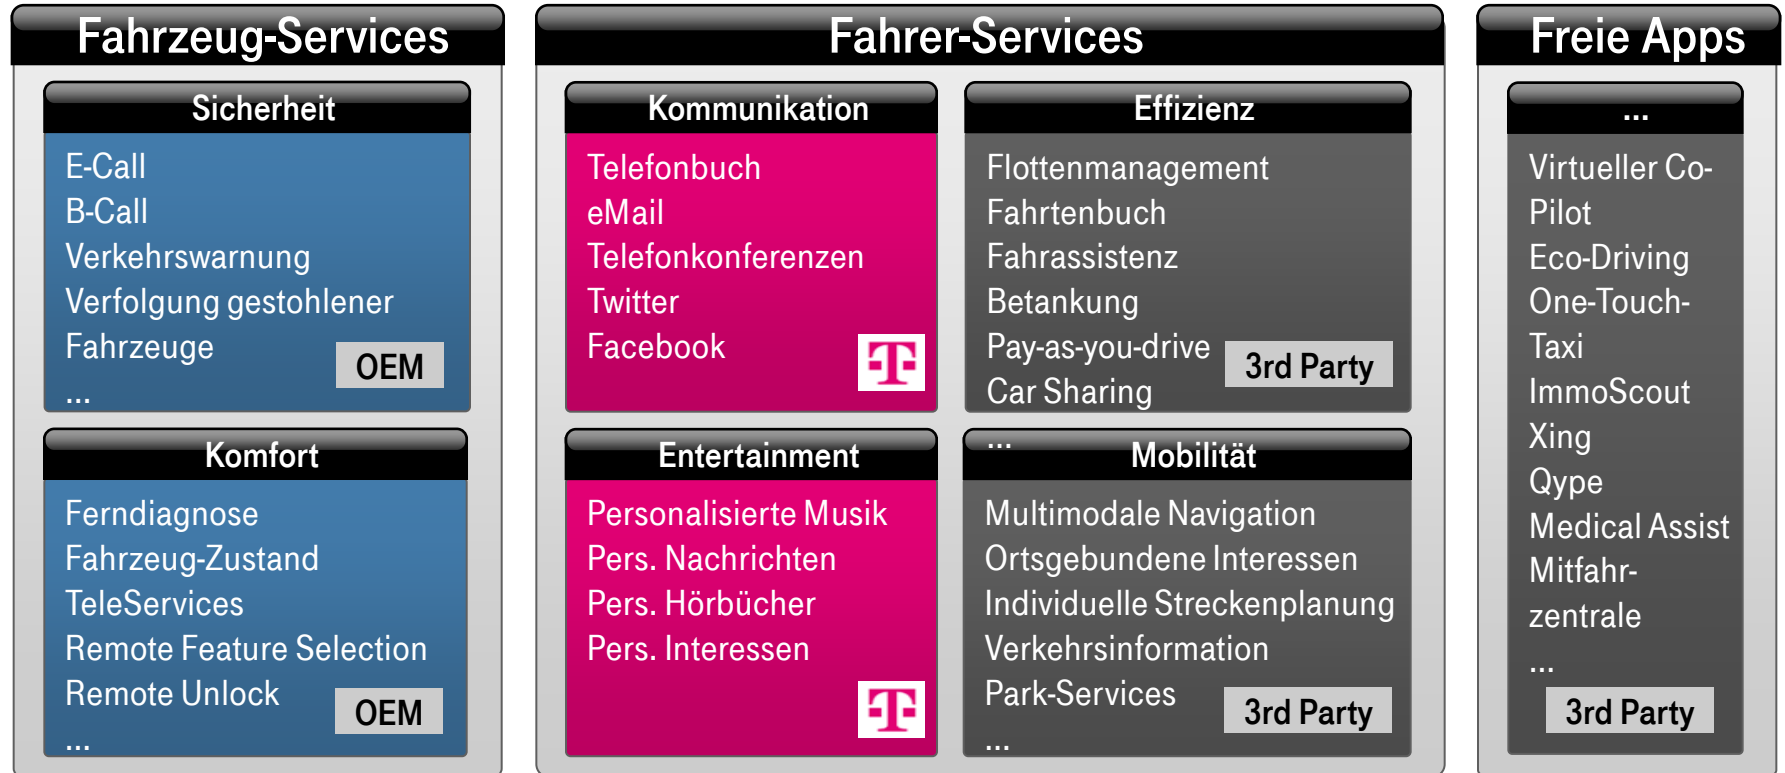 Fahrzeug-Services
Sicherheit
E-Call
B-Call
Verkehrswarnung
Verfolgung gestohlener
Fahrzeuge
OEM
...
Komfort
Ferndiagnose
Fahrzeug-Zustand
TeleServices
Remote Feature Selection
Remote Unlock
OEM
...
Fahrer-Services
Kommunikation
Telefonbuch
eMail
Telefonkonferenzen
Twitter
Facebook
T
Effizienz
Flottenmanagement
Fahrtenbuch
Fahrassistenz
Betankung
Pay-as-you-drive
3rd Party
Car Sharing
...
Entertainment
Personalisierte Musik
Pers. Nachrichten
Pers. Hörbücher
Pers. Interessen
T
Mobilität
Multimodale Navigation
Ortsgebundene Interessen
Individuelle Streckenplanung
Verkehrsinformation
Park-Services
3rd Party
...
Freie Apps
...
Virtueller Co-
Pilot
Eco-Driving
One-Touch-
Taxi
ImmoScout
Xing
Qype
Medical Assist
Mitfahr-
zentrale
...
3rd Party